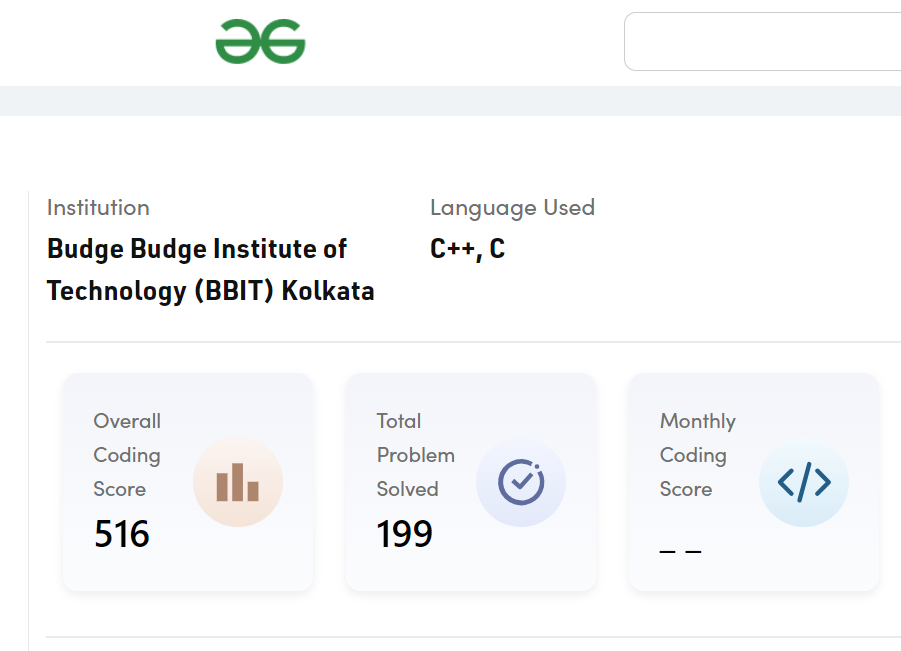 Institution
Budge Budge Institute of
Technology (BBIT) Kolkata
Language Used
C++, C
Overall
Coding
Score
516
Total
Problem
Solved
199
Monthly
Coding
Score
_ _